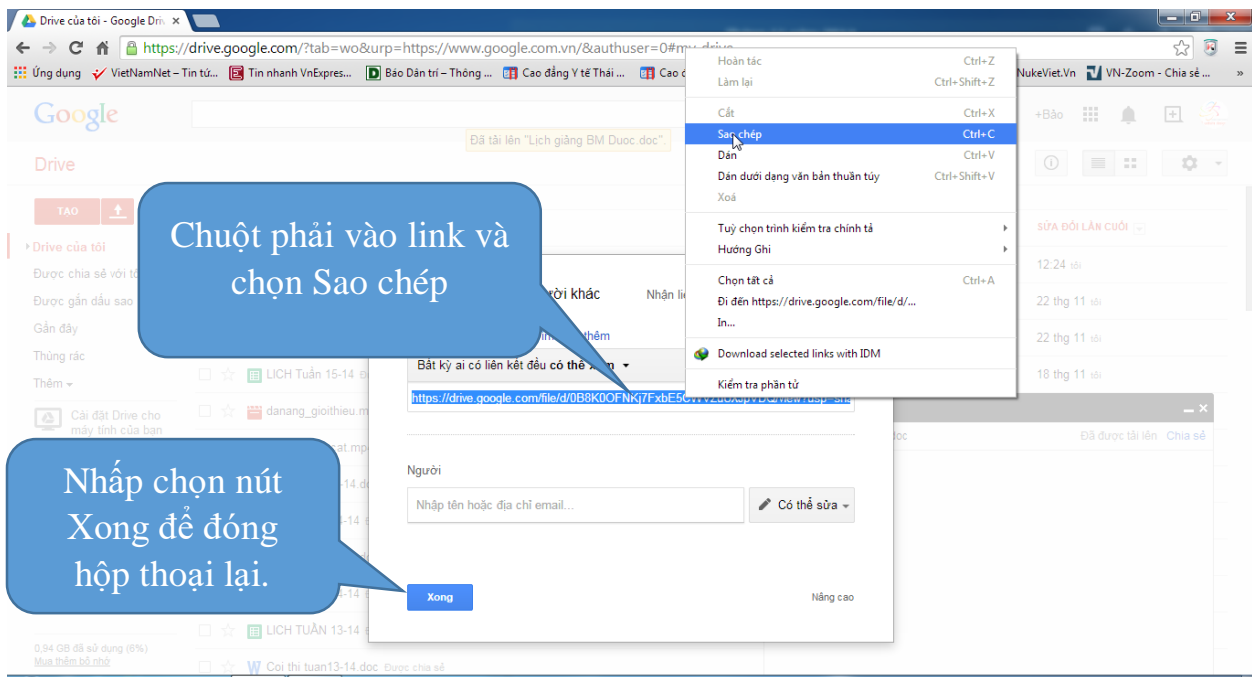 Drive của tôi - Google Driv
https://drive.google.com/?tab=wo&urp=https://www.google.com.vn/&authuser=0#my-drive
Ứng dụng VietNamNet – Tin tứ... Tin nhanh VnExpres... Báo Dân trí – Thông ... Cao đẳng Y tế Thái ... NukeViet.Vn VN-Zoom - Chia sẻ ... »
Google
+Bảo
Đã tải lên "Lich giảng BM Duoc.doc".
Drive
TẠO
SỬA ĐỔI LẦN CUỐI
Drive của tôi
Được chia sẻ với tô
Được gắn dấu sao
Gần đây
Thùng rác
Thêm
Cài đặt Drive cho
máy tính của bạn
Hoàn tác Ctrl+Z
Làm lại Ctrl+Shift+Z
Cắt Ctrl+X
Sao chép Ctrl+C
Dán Ctrl+V
Dán dưới dạng văn bản thuần túy Ctrl+Shift+V
Xoá
Tuỳ chọn trình kiểm tra chính tả
Hướng Ghi
Chọn tất cả Ctrl+A
Đi đến https://drive.google.com/file/d/...
In...
Download selected links with IDM
Kiểm tra phần tử
12:24 tôi
22 thg 11 tôi
22 thg 11 tôi
18 thg 11 tôi
Chuột phải vào link và
chọn Sao chép
khác Nhận
thêm
Bất kỳ ai có liên kết đều có thể xem
LICH Tuần 15-14
danang_gioithieu.m
cat.mp
Đã được tải lên Chia sẻ
Người
Nhập tên hoặc địa chỉ email...
Có thể sửa
Nhấp chọn nút
Xong để đóng
hộp thoại lại.
Xong
Nâng cao
LICH TUẦN 13-14
0,94 GB đã sử dụng (6%)
Mua thêm bộ nhớ
Coi thi tuan13-14.doc Được chia sẻ